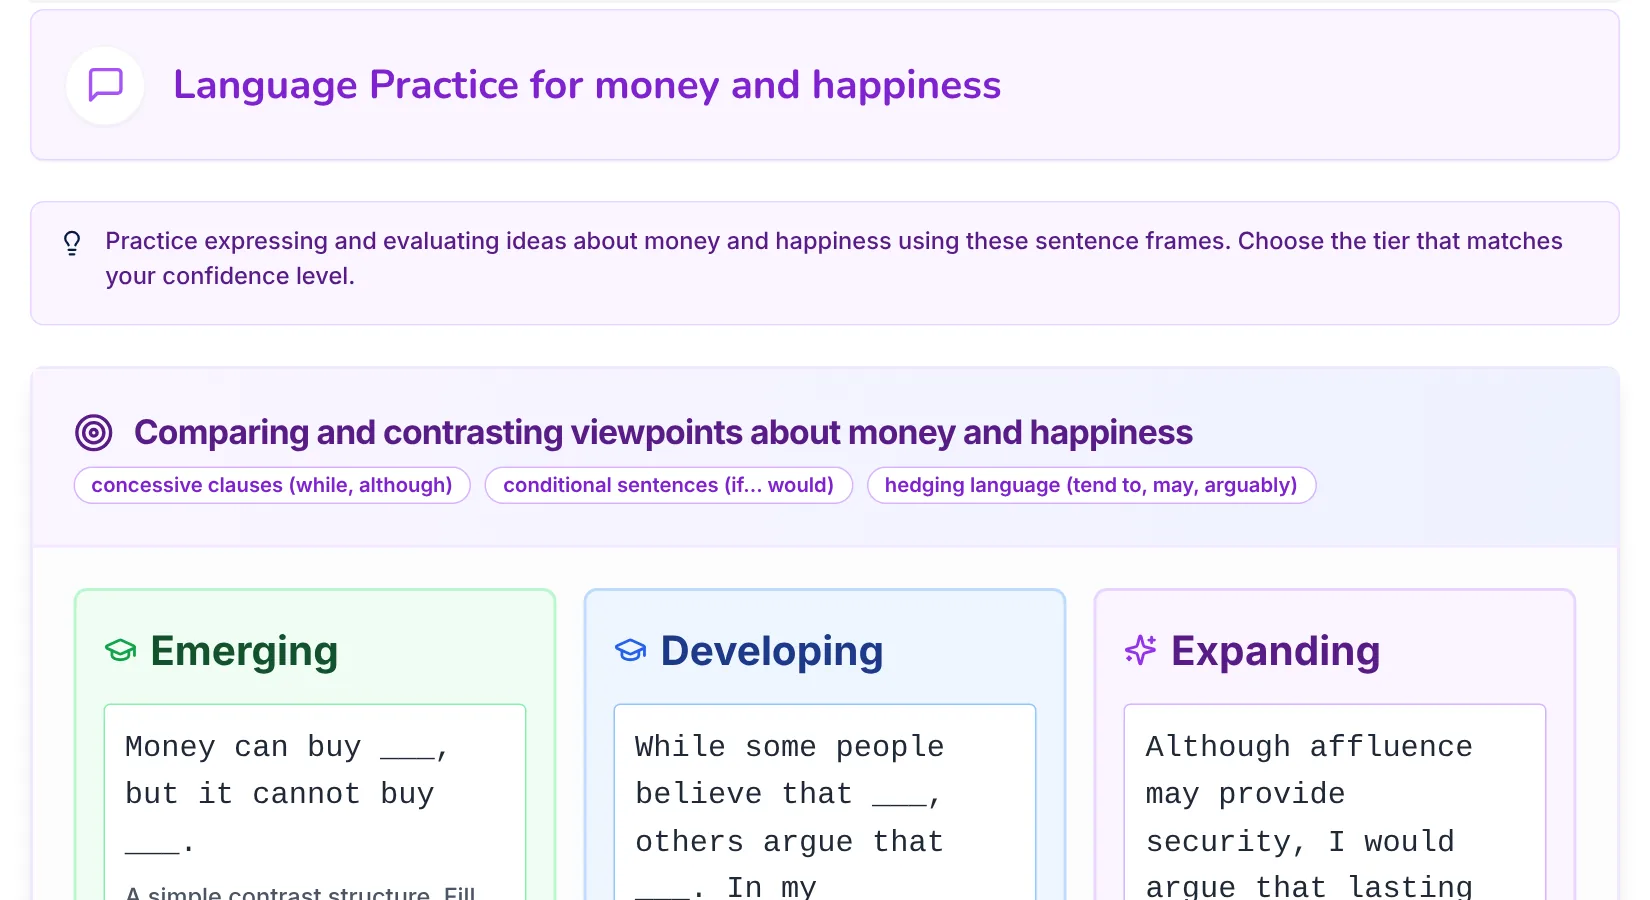 Language Practice for money and happiness
Practice expressing and evaluating ideas about money and happiness using these sentence frames. Choose the tier that matches
your confidence level.
Comparing and contrasting viewpoints about money and happiness
concessive clauses (while, although)
conditional sentences (if... would)
hedging language (tend to, may, arguably)
Emerging
Money can buy ___,
but it cannot buy
___.
A simple contrast structure. Fill
Developing
While some people
believe that ___,
others argue that
___. In my
Expanding
Although affluence
may provide
security, I would
argue that lasting